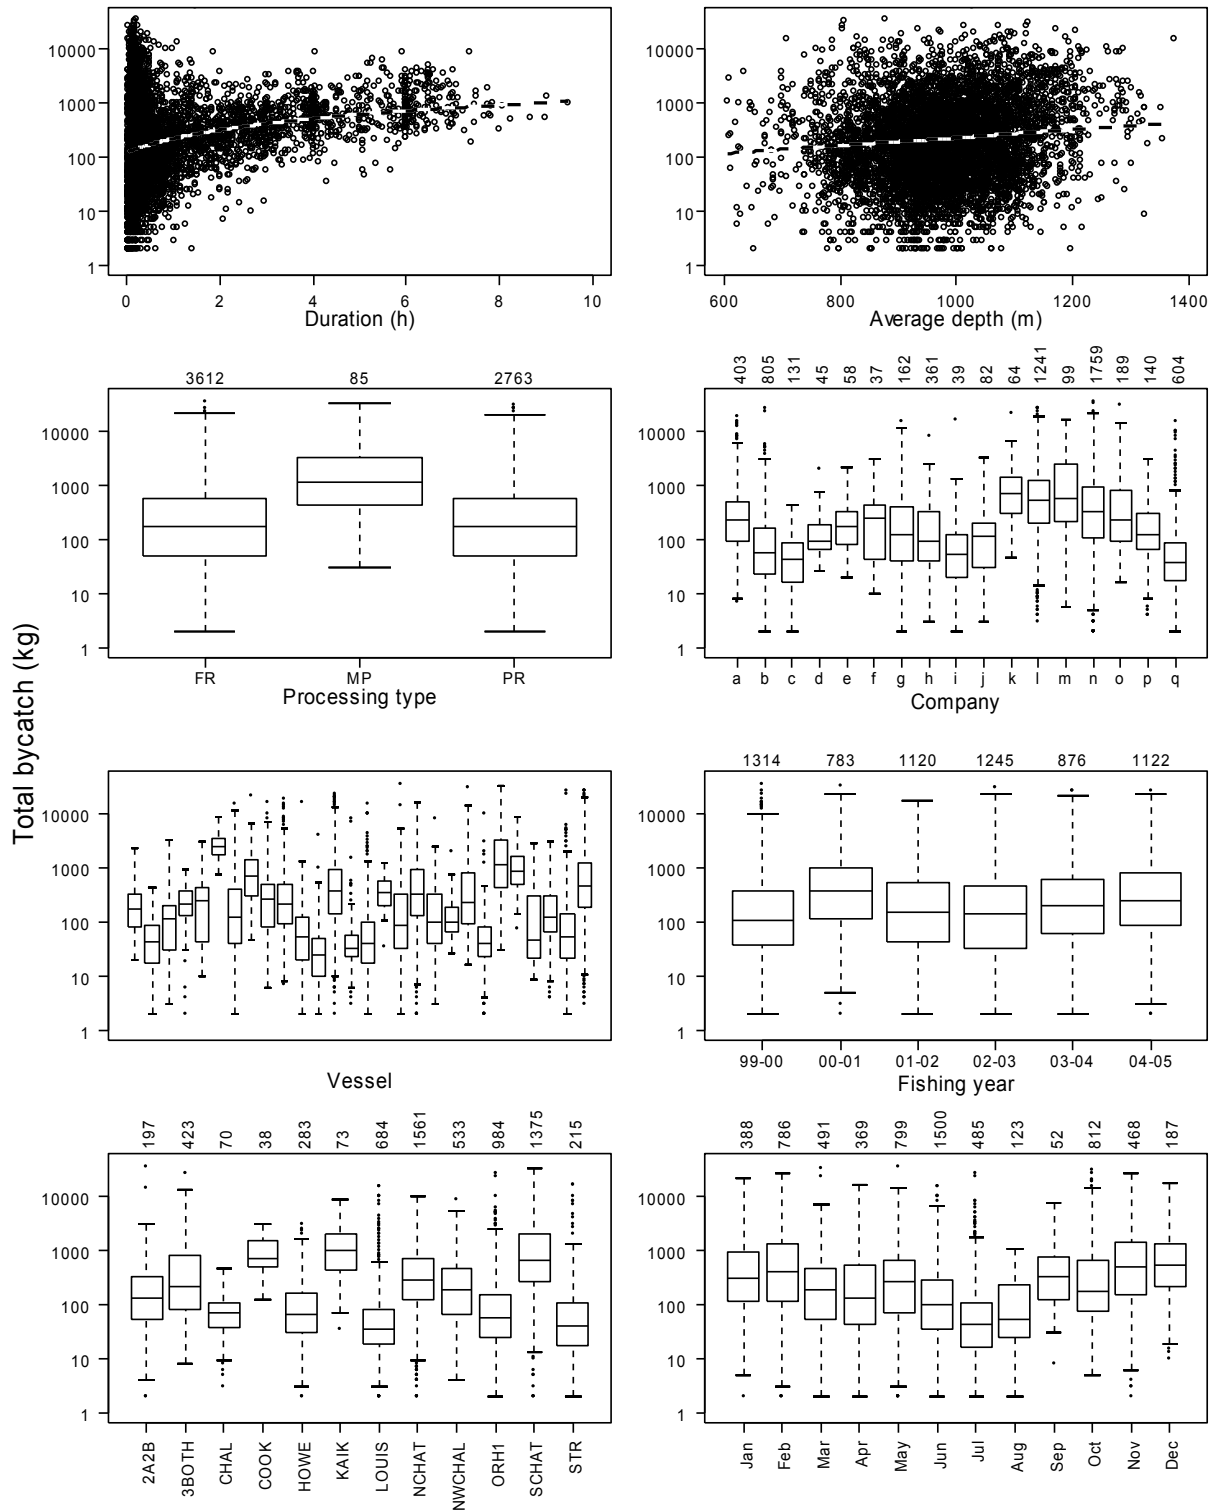 10000
1000
100
10
1
0 2 4 6 8 10
Duration (h)
10000
1000
100
10
1
600 800 1000 1200 1400
Average depth (m)
3612 85 2763
10000
1000
100
10
1
FR MP PR
Processing type
403 805 131 45 58 37 162 361 39 82 64 1241 99 1759 189 140 604
10000
1000
100
10
1
a b c d e f g h i j k l m n o p q
Company
Total bycatch (kg)
10000
1000
100
10
1
Vessel
1314 783 1120 1245 876 1122
10000
1000
100
10
1
99-00 00-01 01-02 02-03 03-04 04-05
Fishing year
197 423 70 38 283 73 684 1561 533 984 1375 215
10000
1000
100
10
1
2A2B 3BOTH CHAL COOK HOWE KAIK LOUIS NCHAT NWCHAL ORH1 SCHAT STR
388 786 491 369 799 1500 485 123 52 812 468 187
10000
1000
100
10
1
Jan Feb Mar Apr May Jun Jul Aug Sep Oct Nov Dec